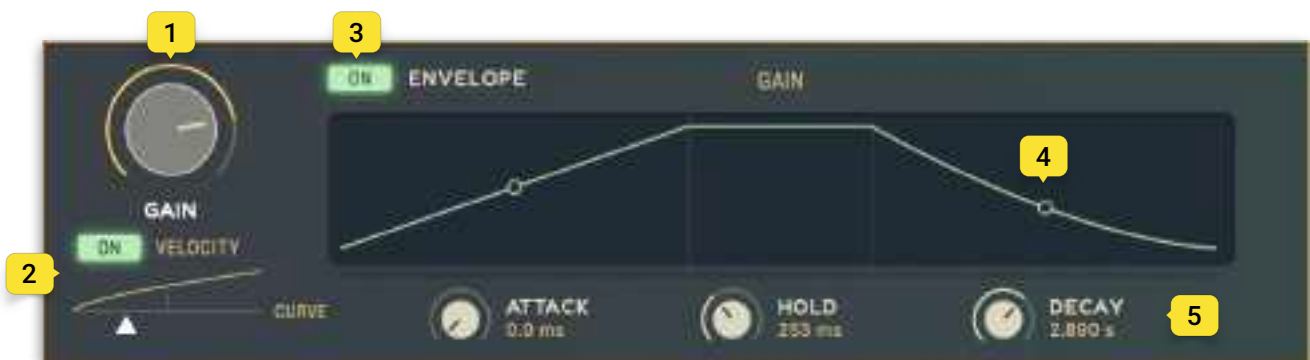 1
3
ON ENVELOPE GAIN
4
GAIN
ON VELOCITY
2
CURVE
ATTACK
0.0 ms
HOLD
253 ms
DECAY
2.890 s
5